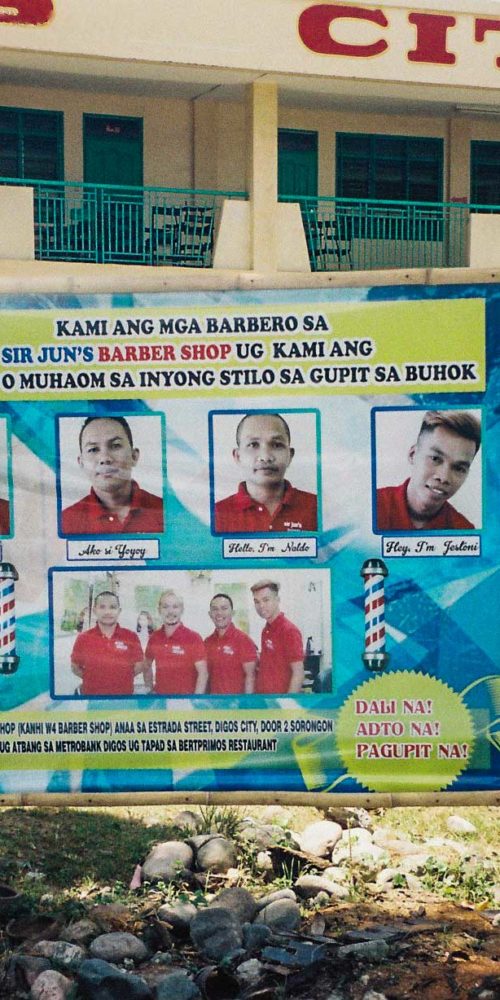 CIT
KAMI ANG MGA BARBERO SA
SIR JUN'S BARBER SHOP UG KAMI ANG
O MUHAOM SA INYONG STILO SA GUPIT SA BUHOK
Ako si Yoyoy
Hello, I'm Naldo
Hey, I'm Jestoni
HOP (KANHI W4 BARBER SHOP) ANAA SA ESTRADA STREET, DIGOS CITY, DOOR 2 SORONGON
UG ATBANG SA METROBANK DIGOS UG TAPAD SA BERTPRIMOS RESTAURANT
DALI NA!
ADTO NA!
PAGUPIT NA!